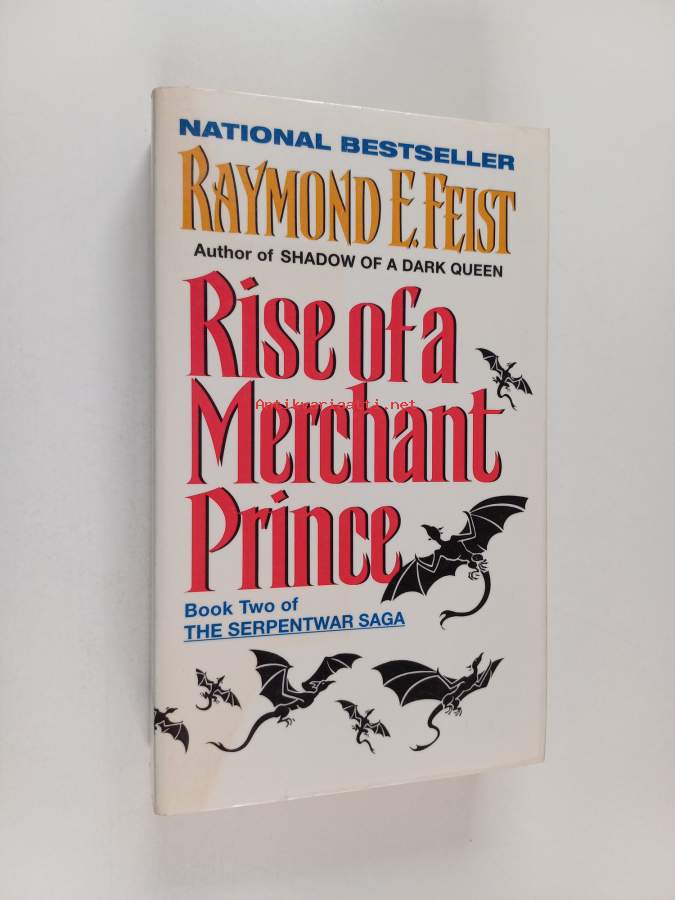 NATIONAL BESTSELLER
RAYMOND E. FEIST
Author of SHADOW OF A DARK QUEEN
Rise of a
Antikvariaatti.net
Merchant
Prince
Book Two of
THE SERPENTWAR SAGA